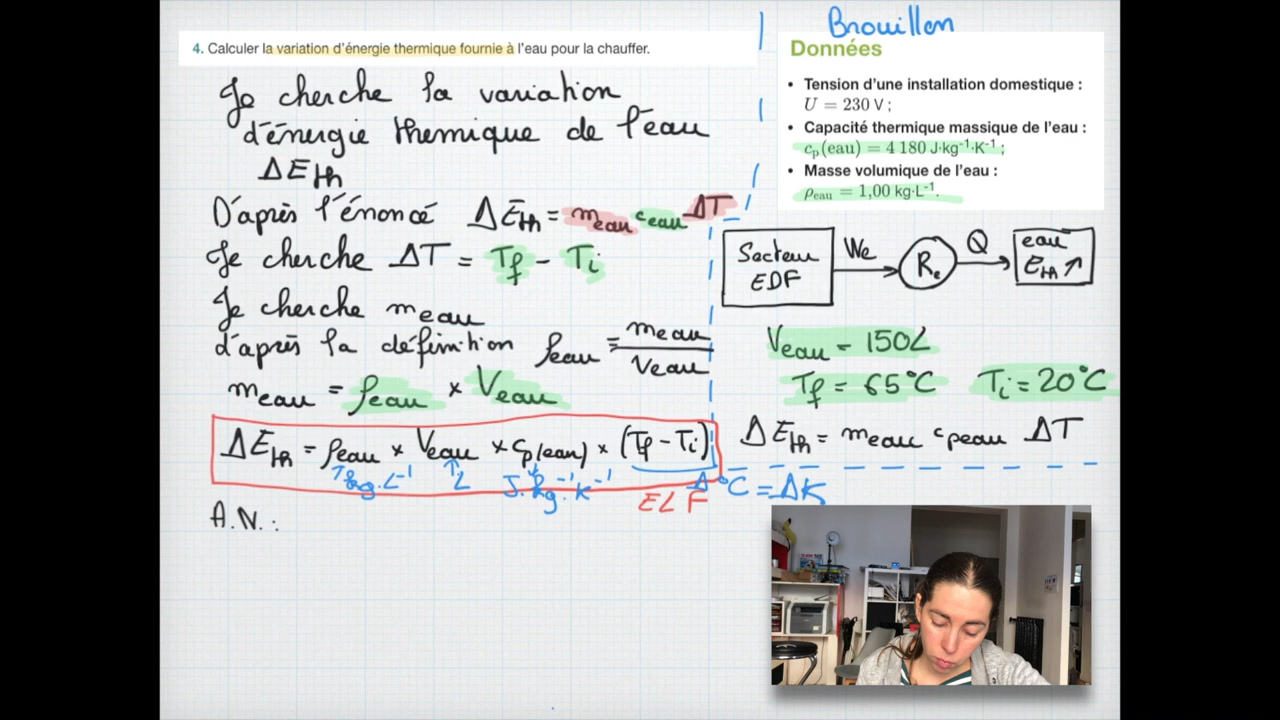 Brouillon
4. Calculer la variation d'énergie thermique fournie à l'eau pour la chauffer.
Je cherche la variation
d'énergie themique de l'eau
ΔEth
D'après l'énoncé ΔEth = meau ceau ΔT
Je cherche ΔT = Tf - Ti
Je cherche meau
d'après la définition ρeau = meau / Veau
meau = ρeau × Veau
ΔEth = ρeau × Veau × cp(eau) × (Tf - Ti)
kg.L⁻¹ L J.kg⁻¹.K⁻¹ Δ°C = ΔK
ELF
A.N. :
Données
• Tension d'une installation domestique :
U = 230 V ;
• Capacité thermique massique de l'eau :
cp(eau) = 4 180 J·kg⁻¹·K⁻¹ ;
• Masse volumique de l'eau :
ρeau = 1,00 kg·L⁻¹.
Secteur
EDF
We
Re
Q
eau
Eth ↗
Veau = 150L
Tf = 65°C Ti = 20°C
ΔEth = meau cpeau ΔT